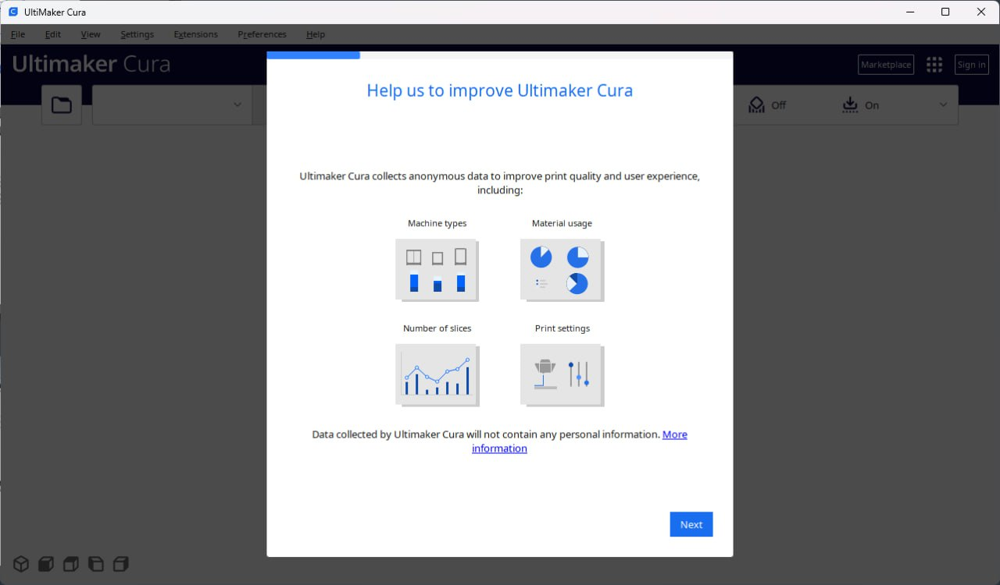 UltiMaker Cura
File Edit View Settings Extensions Preferences Help
Ultimaker Cura
Marketplace
Sign in
Off
On
Help us to improve Ultimaker Cura
Ultimaker Cura collects anonymous data to improve print quality and user experience,
including:
Machine types
Material usage
Number of slices
Print settings
Data collected by Ultimaker Cura will not contain any personal information. More
information
Next